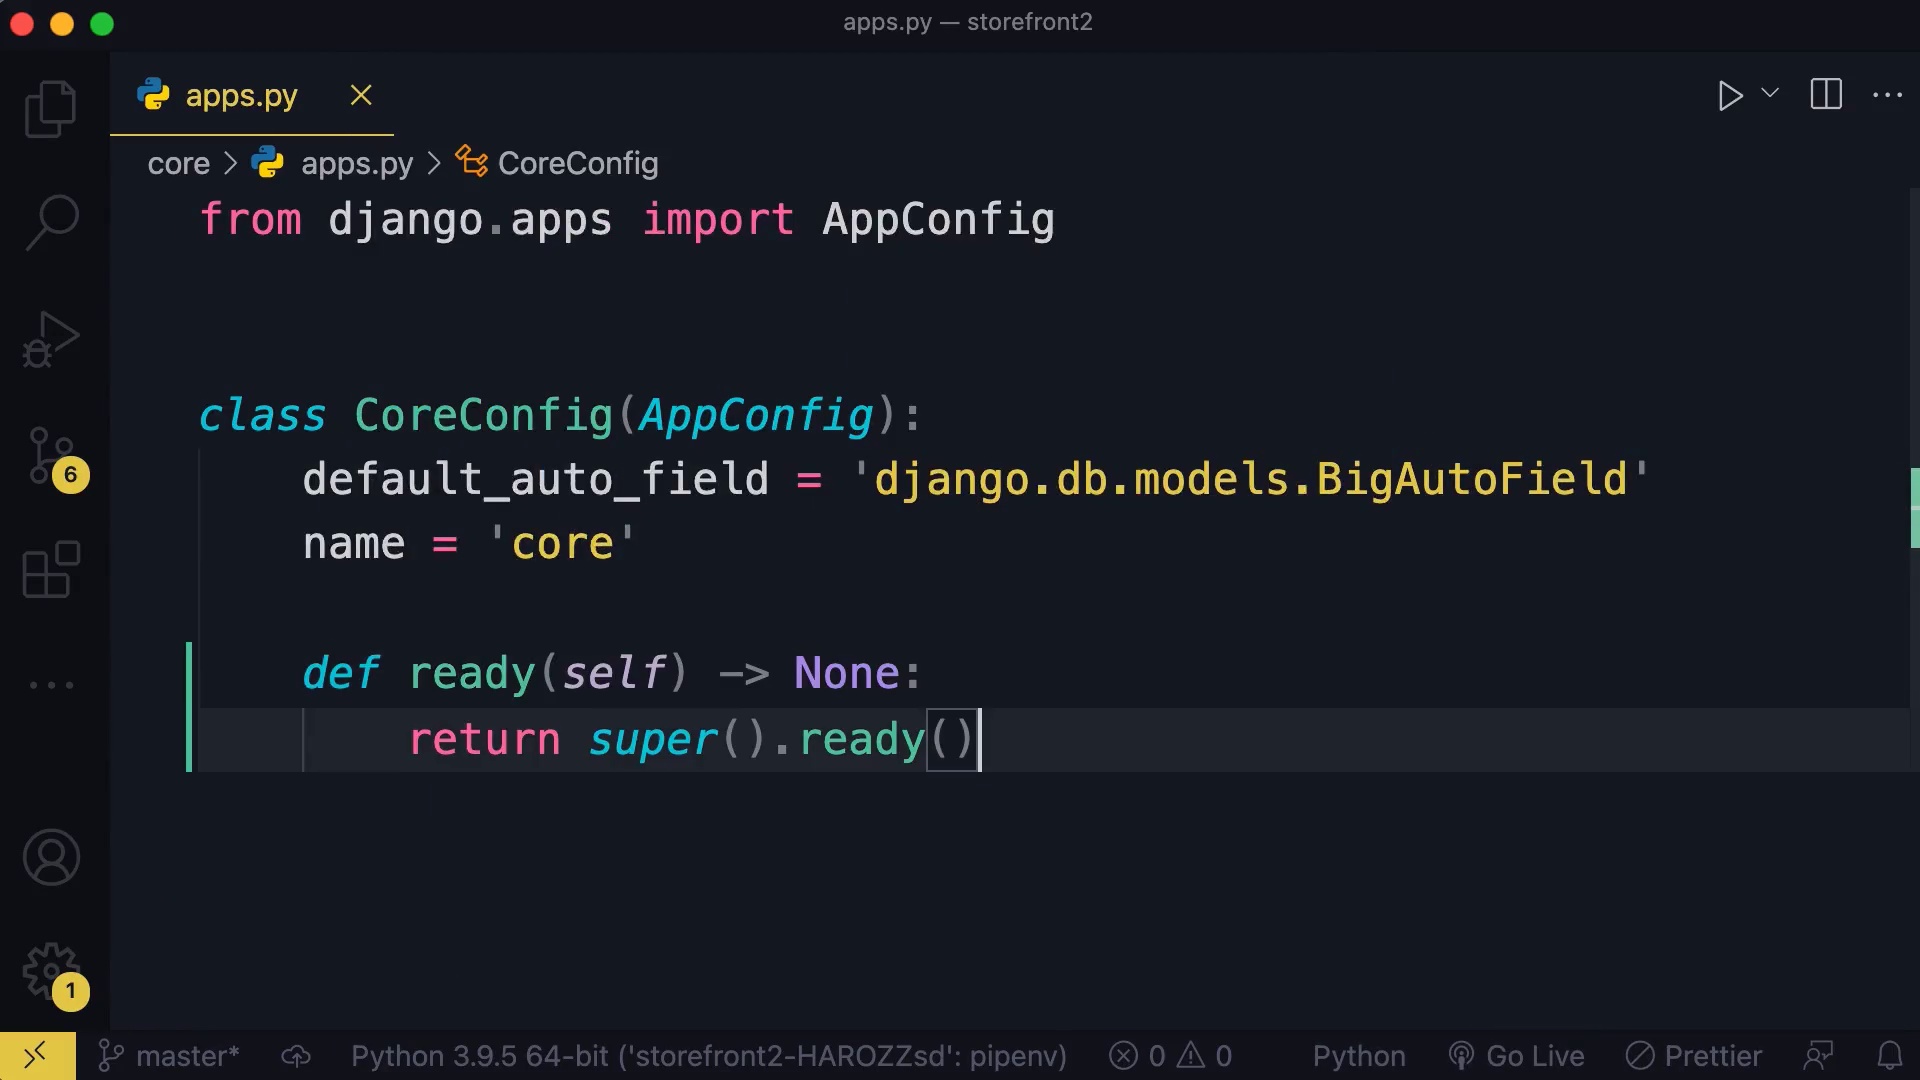 apps.py — storefront2
apps.py
core > apps.py > CoreConfig
from django.apps import AppConfig
class CoreConfig(AppConfig):
    default_auto_field = 'django.db.models.BigAutoField'
    name = 'core'
    def ready(self) -> None:
        return super().ready()
6
1
master* Python 3.9.5 64-bit ('storefront2-HAROZZsd': pipenv) 0 0 Python Go Live Prettier